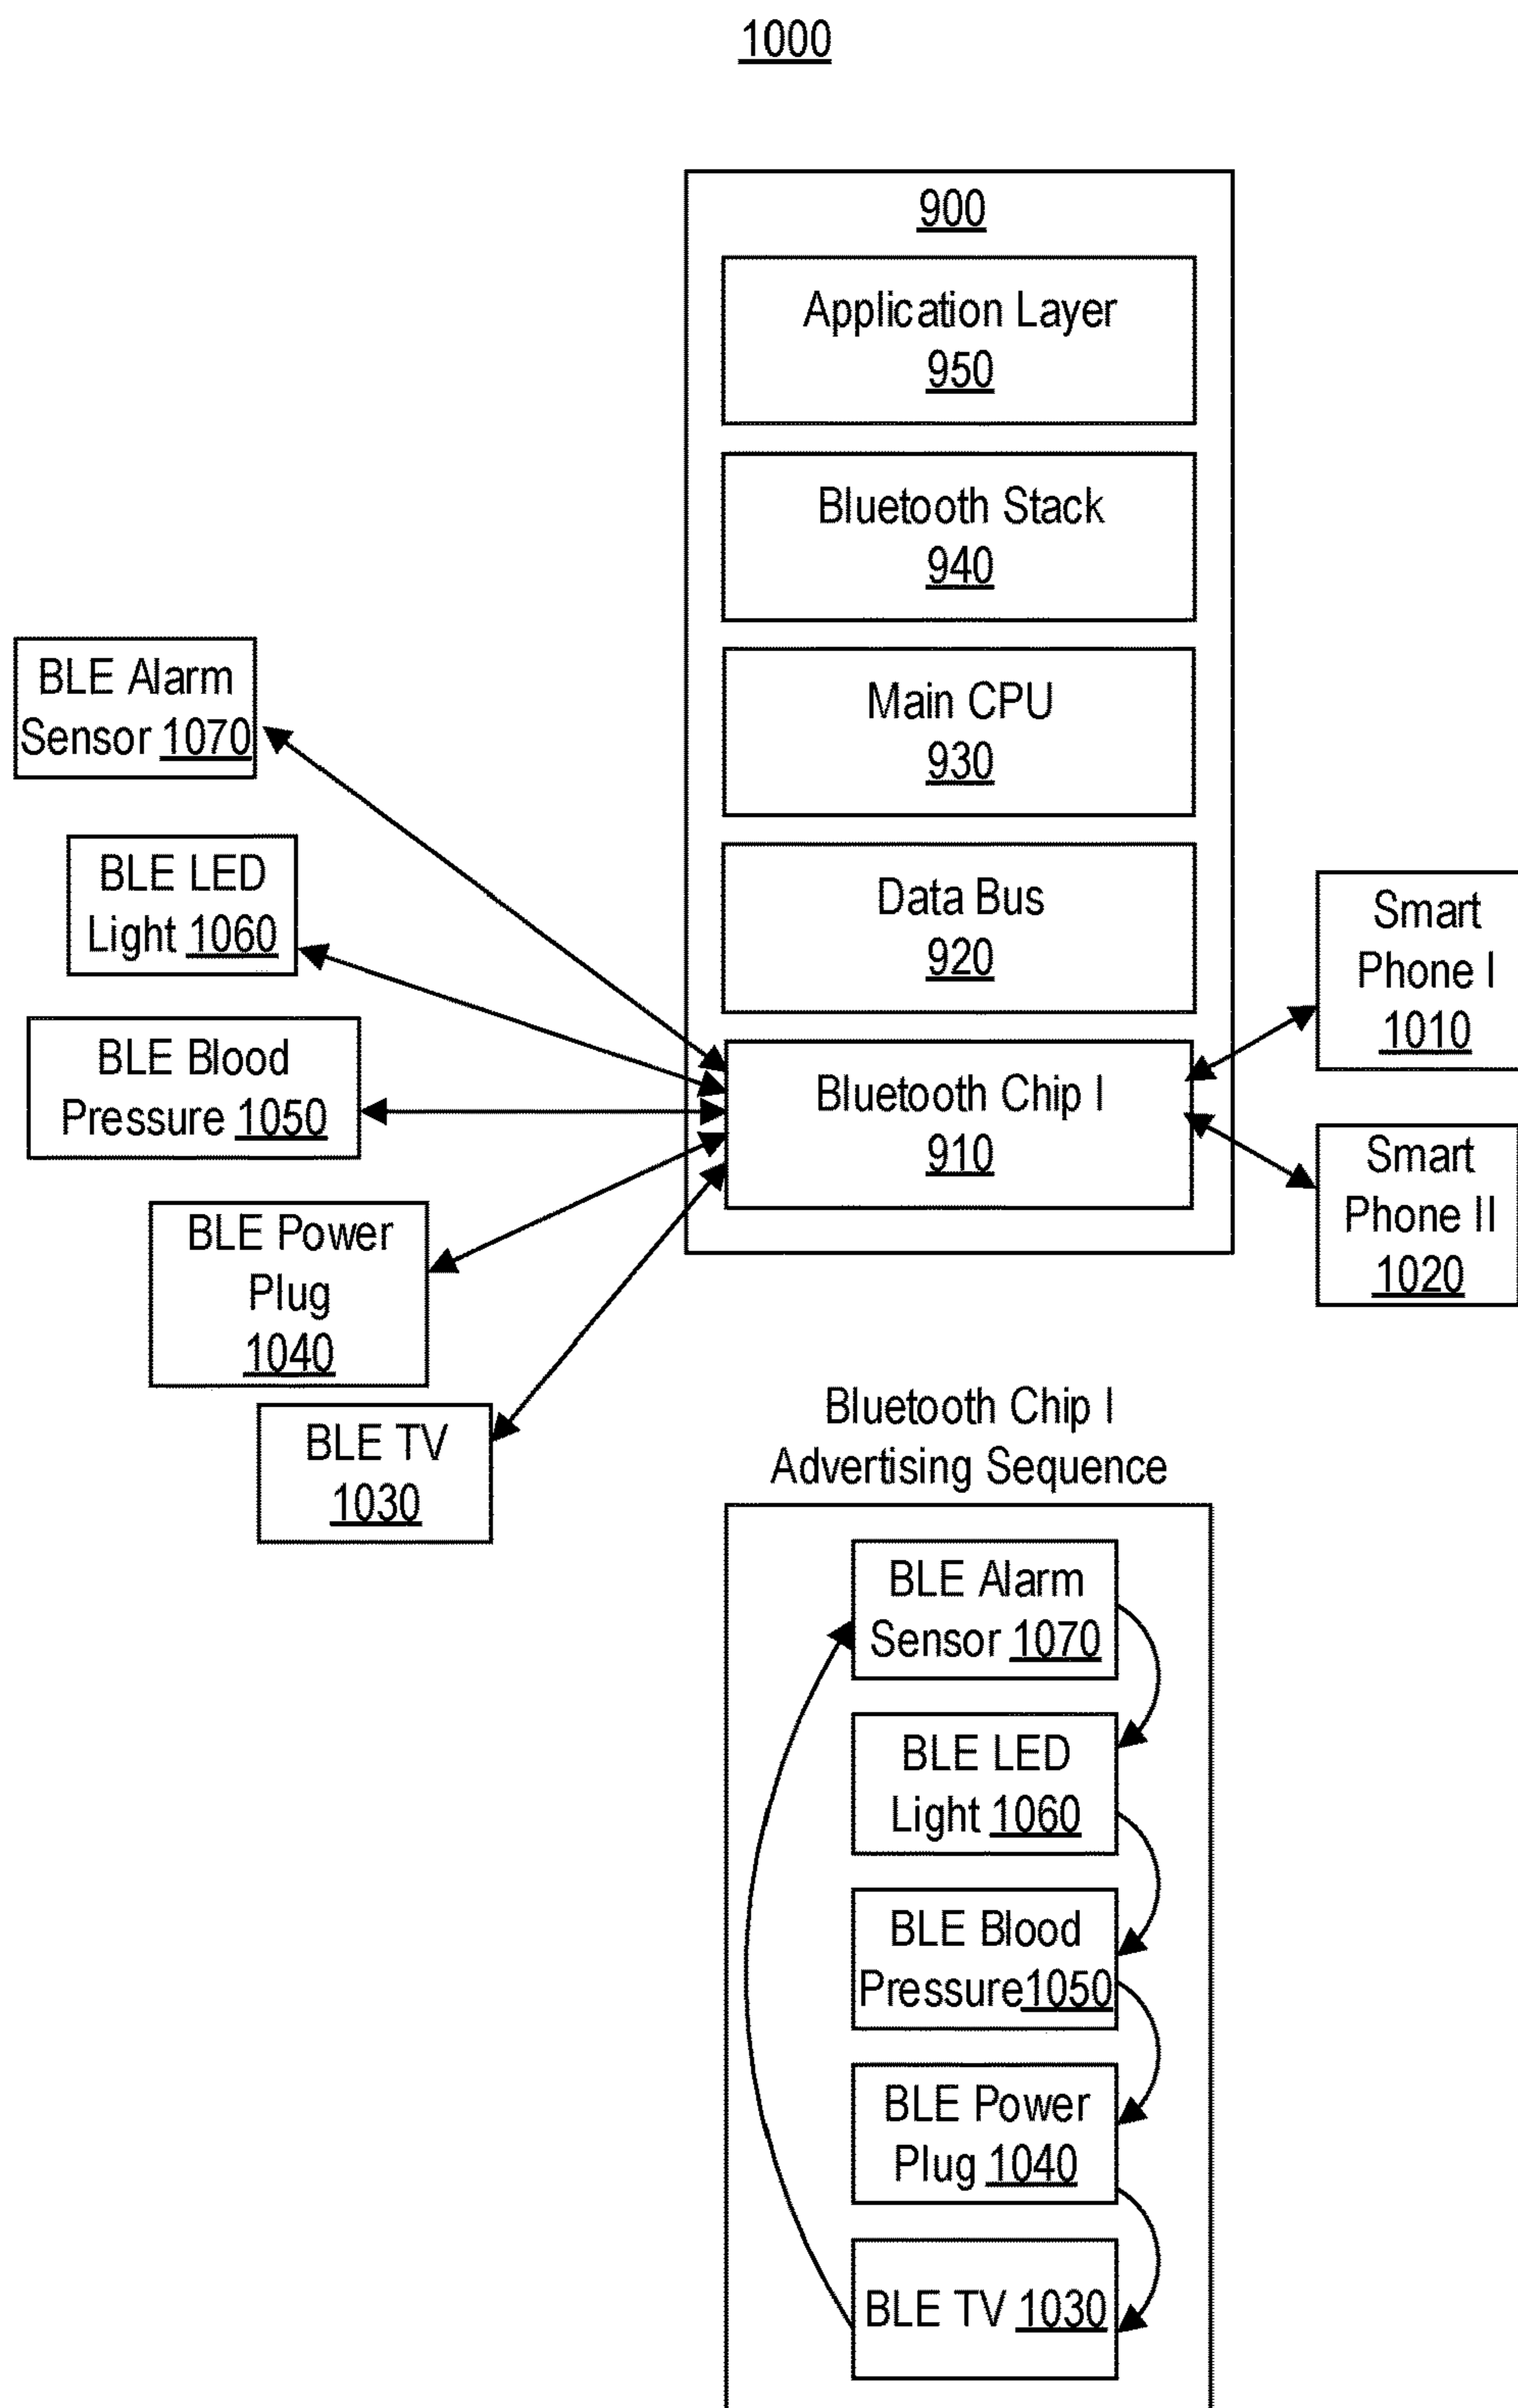 1000
900
Application Layer
950
Bluetooth Stack
940
Main CPU
930
Data Bus
920
Bluetooth Chip I
910
BLE Alarm
Sensor 1070
BLE LED
Light 1060
BLE Blood
Pressure 1050
BLE Power
Plug
1040
BLE TV
1030
Smart
Phone I
1010
Smart
Phone II
1020
Bluetooth Chip I
Advertising Sequence
BLE Alarm
Sensor 1070
BLE LED
Light 1060
BLE Blood
Pressure1050
BLE Power
Plug 1040
BLE TV 1030